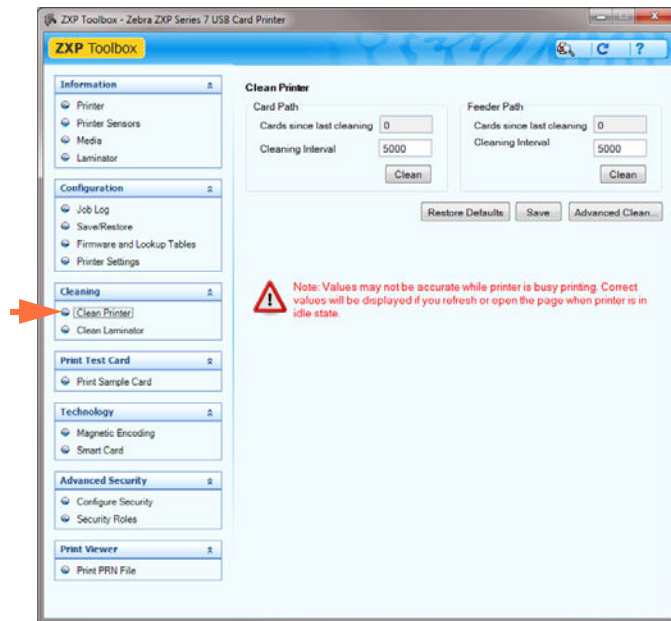 ZXP Toolbox - Zebra ZXP Series 7 USB Card Printer
ZXP Toolbox
?
Information
Printer
Printer Sensors
Media
Laminator
Configuration
Job Log
Save/Restore
Firmware and Lookup Tables
Printer Settings
Cleaning
Clean Printer
Clean Laminator
Print Test Card
Print Sample Card
Technology
Magnetic Encoding
Smart Card
Advanced Security
Configure Security
Security Roles
Print Viewer
Print PRN File
Clean Printer
Card Path
Cards since last cleaning 0
Cleaning Interval 5000
Clean
Feeder Path
Cards since last cleaning 0
Cleaning Interval 5000
Clean
Restore Defaults Save Advanced Clean...
Note: Values may not be accurate while printer is busy printing. Correct
values will be displayed if you refresh or open the page when printer is in
idle state.